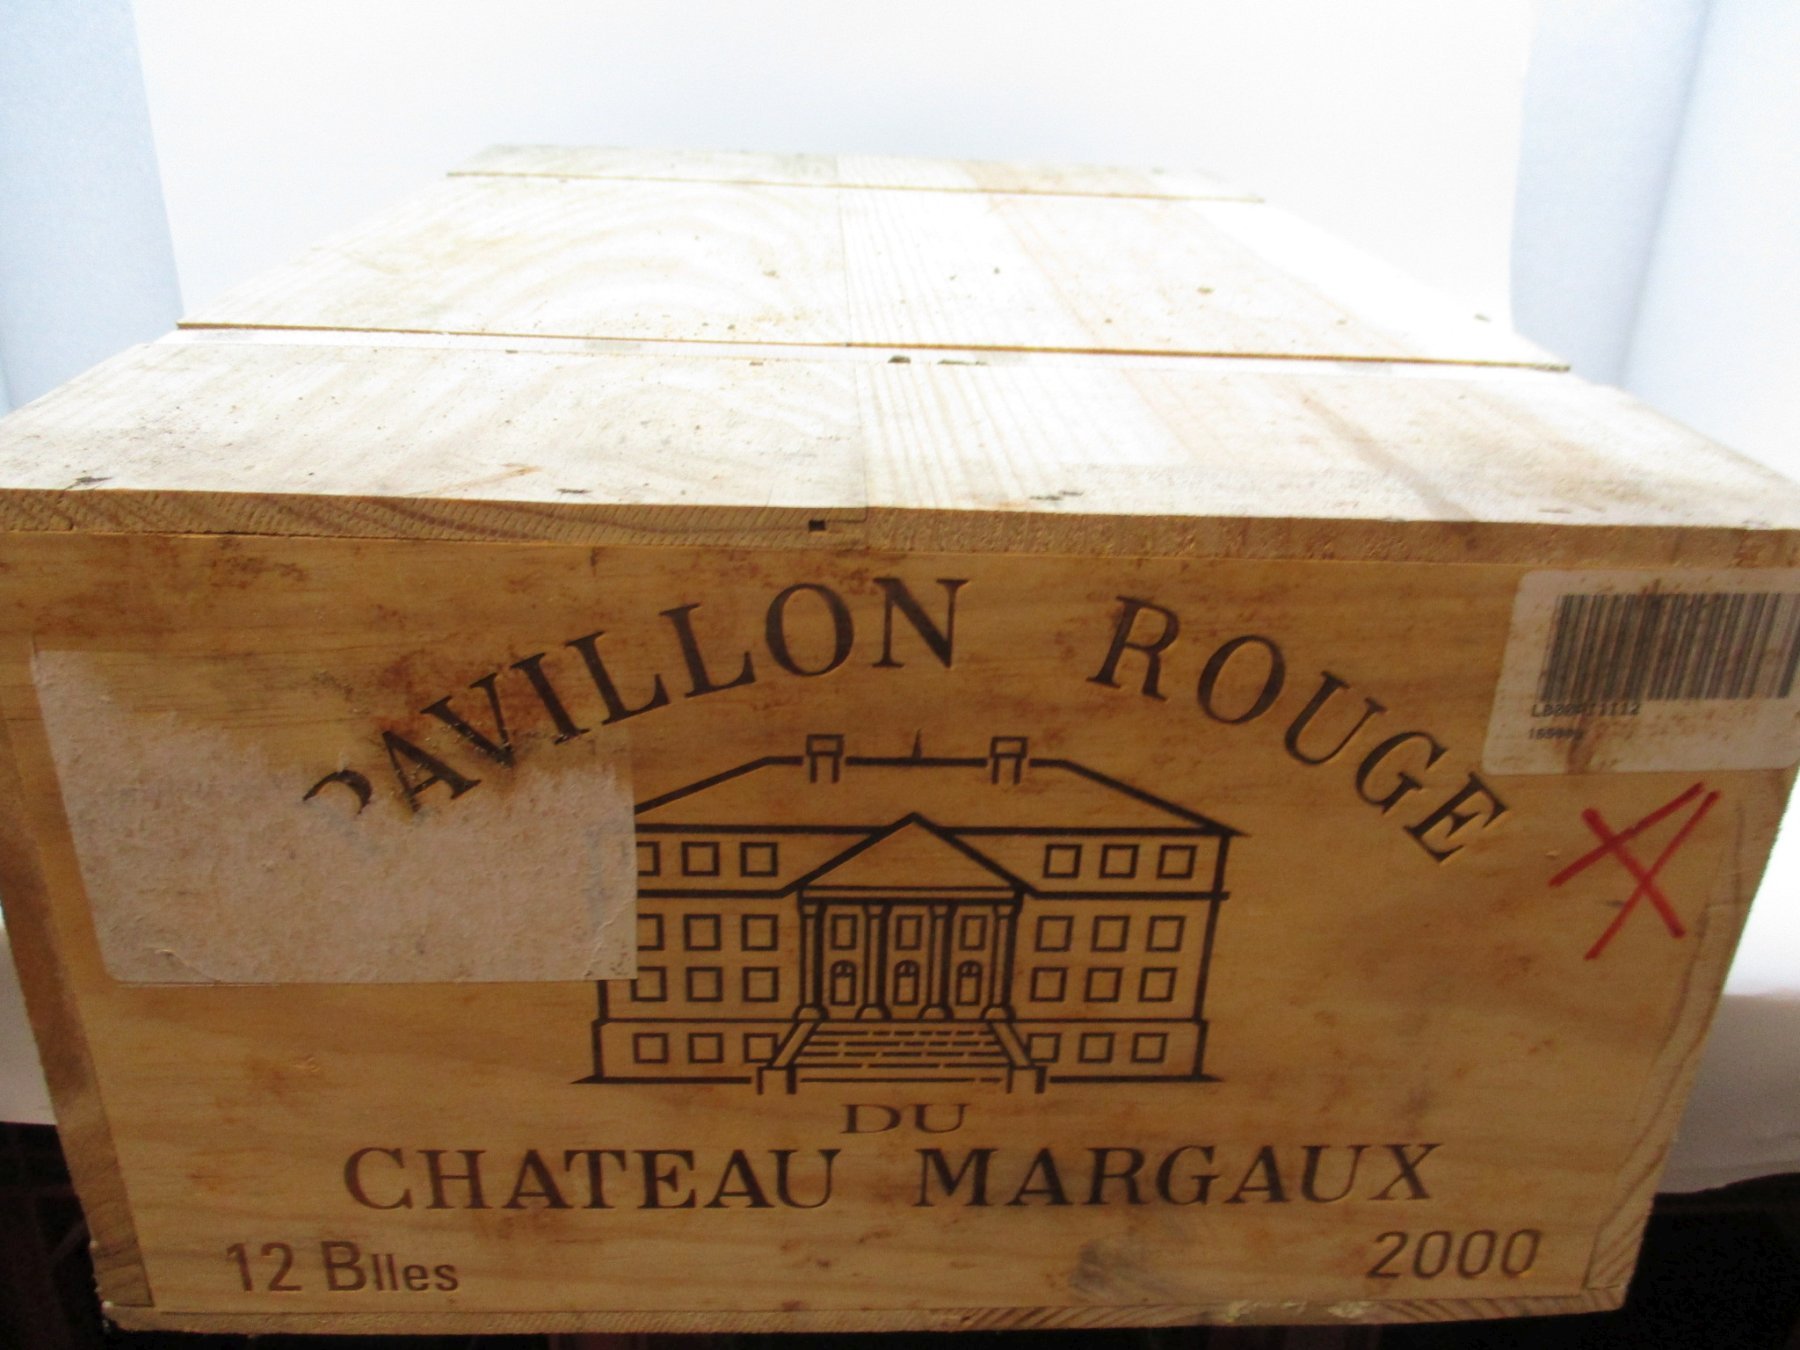 PAVILLON ROUGE
DU
CHATEAU MARGAUX
12 Blles
2000